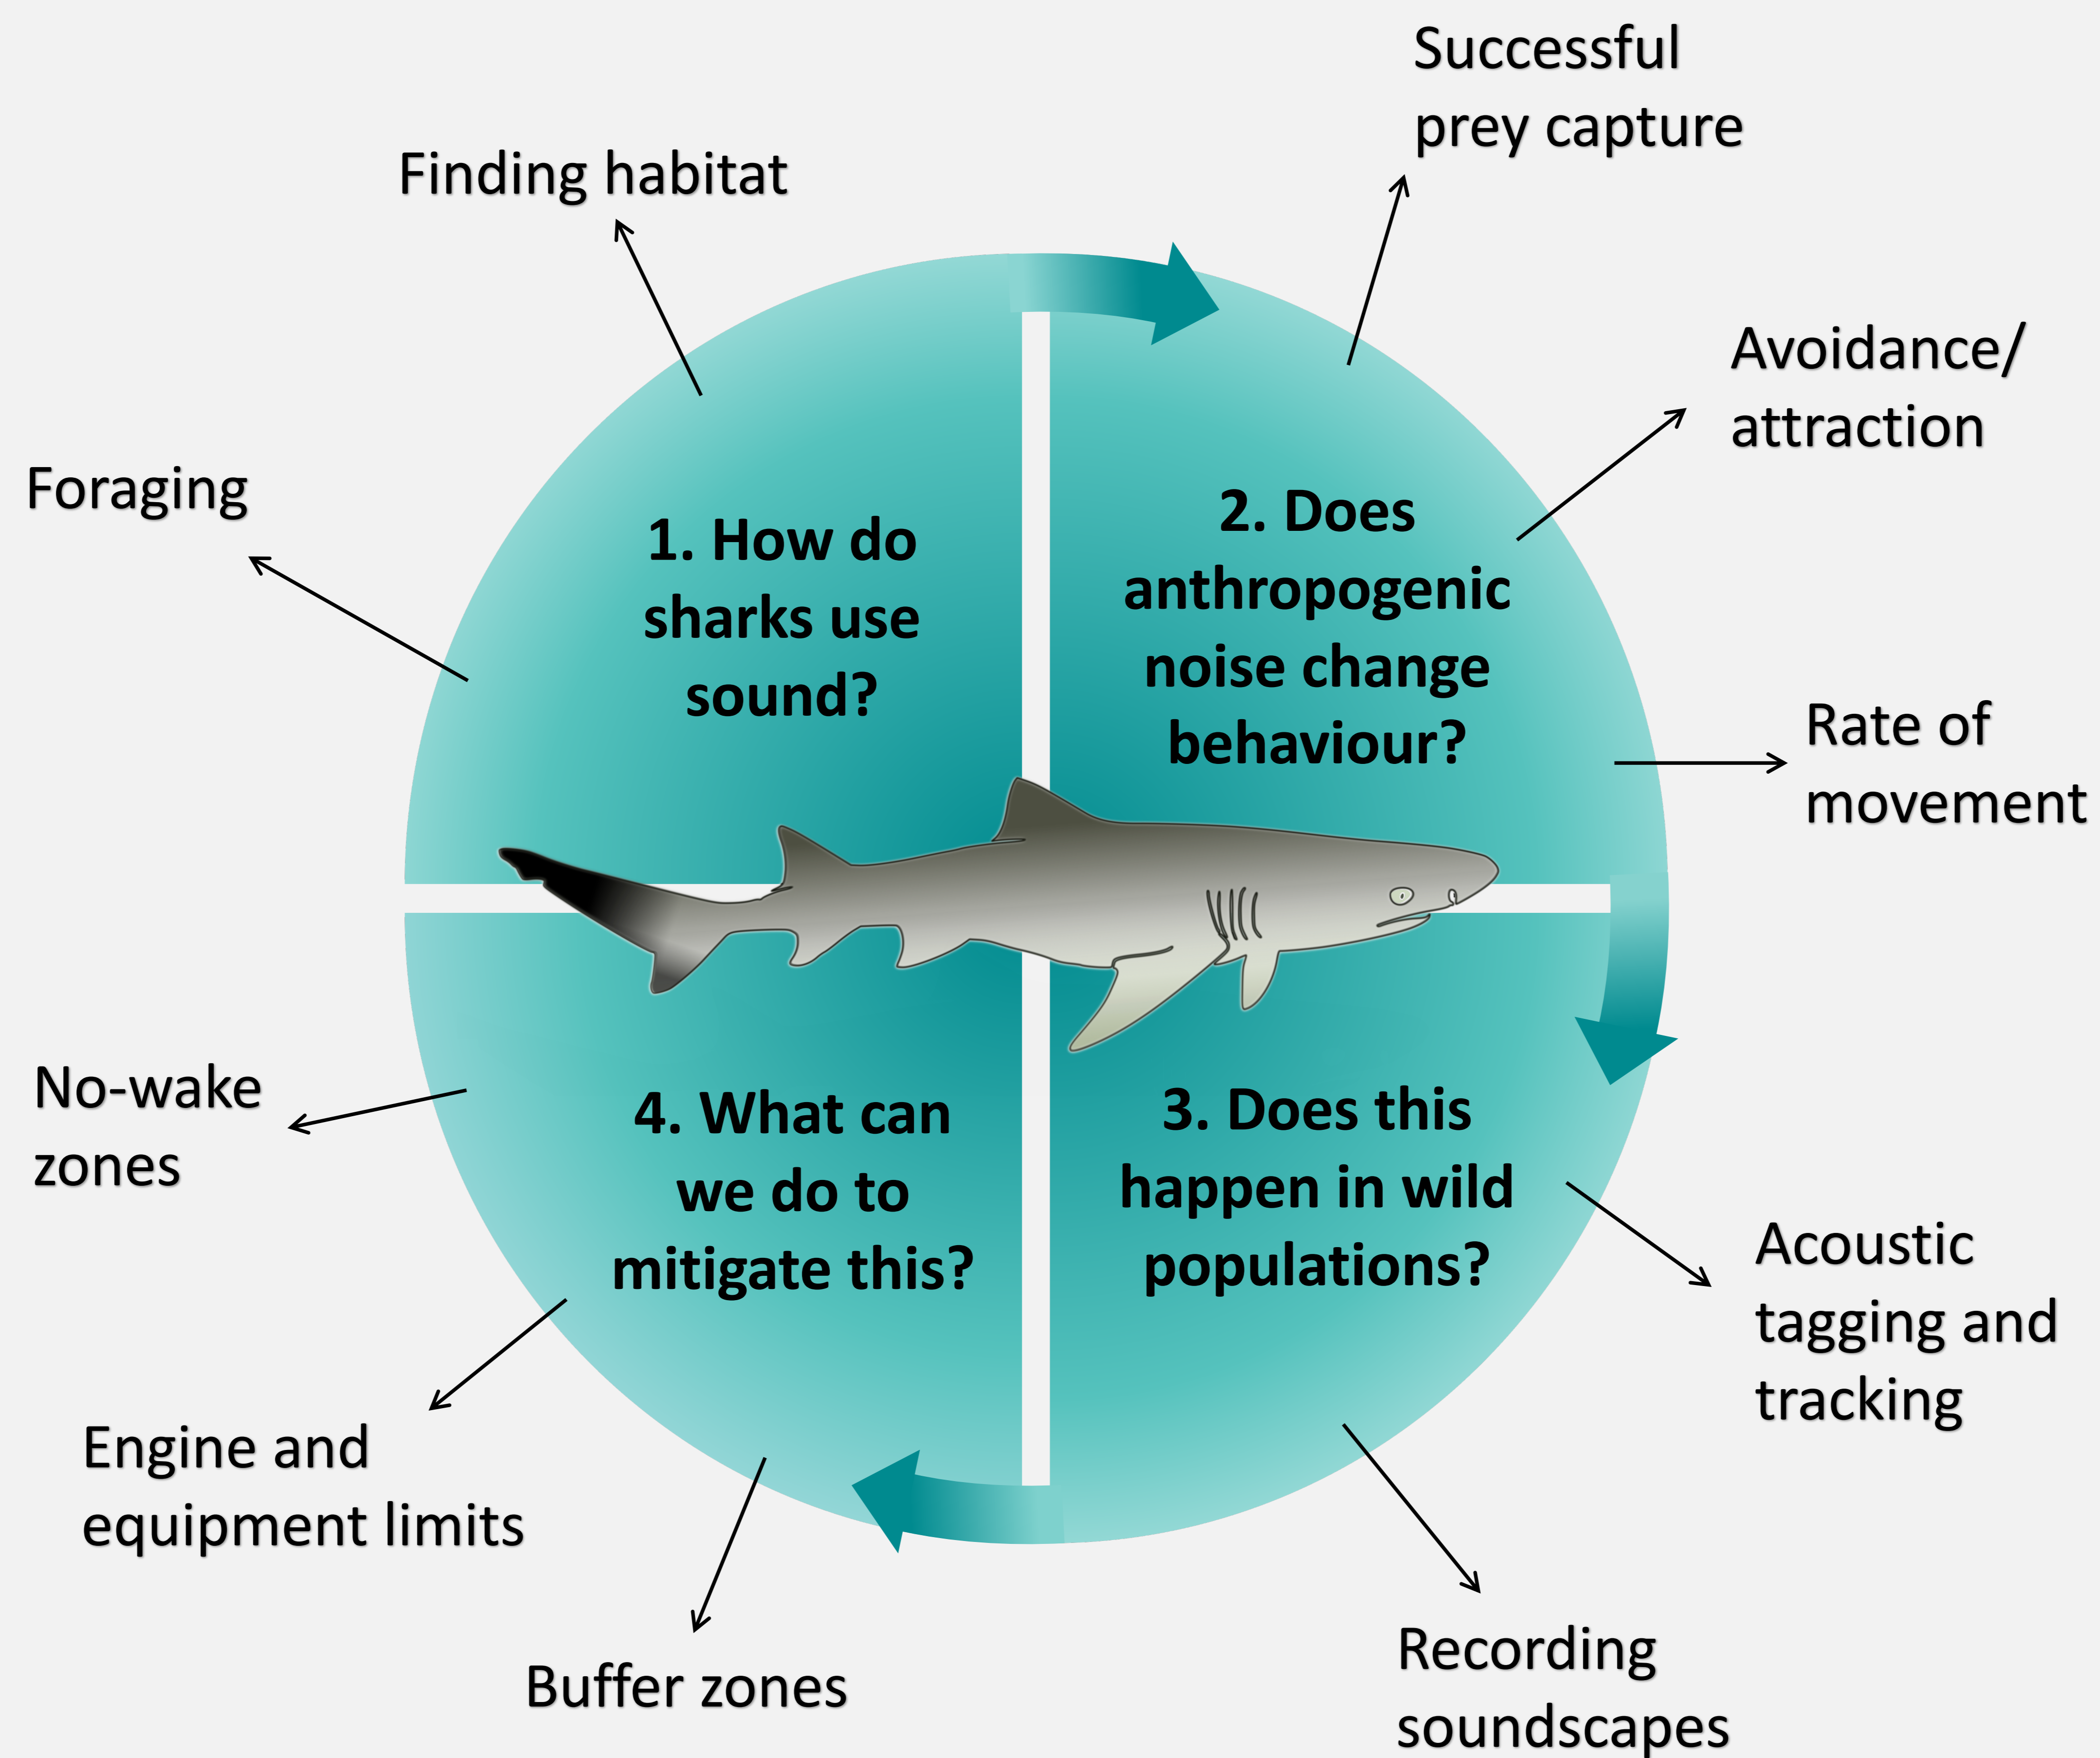 Finding habitat
Foraging
1. How do
sharks use
sound?
Successful
prey capture
Avoidance/
attraction
Rate of
movement
2. Does
anthropogenic
noise change
behaviour?
3. Does this
happen in wild
populations?
Acoustic
tagging and
tracking
Recording
soundscapes
4. What can
we do to
mitigate this?
No-wake
zones
Engine and
equipment limits
Buffer zones